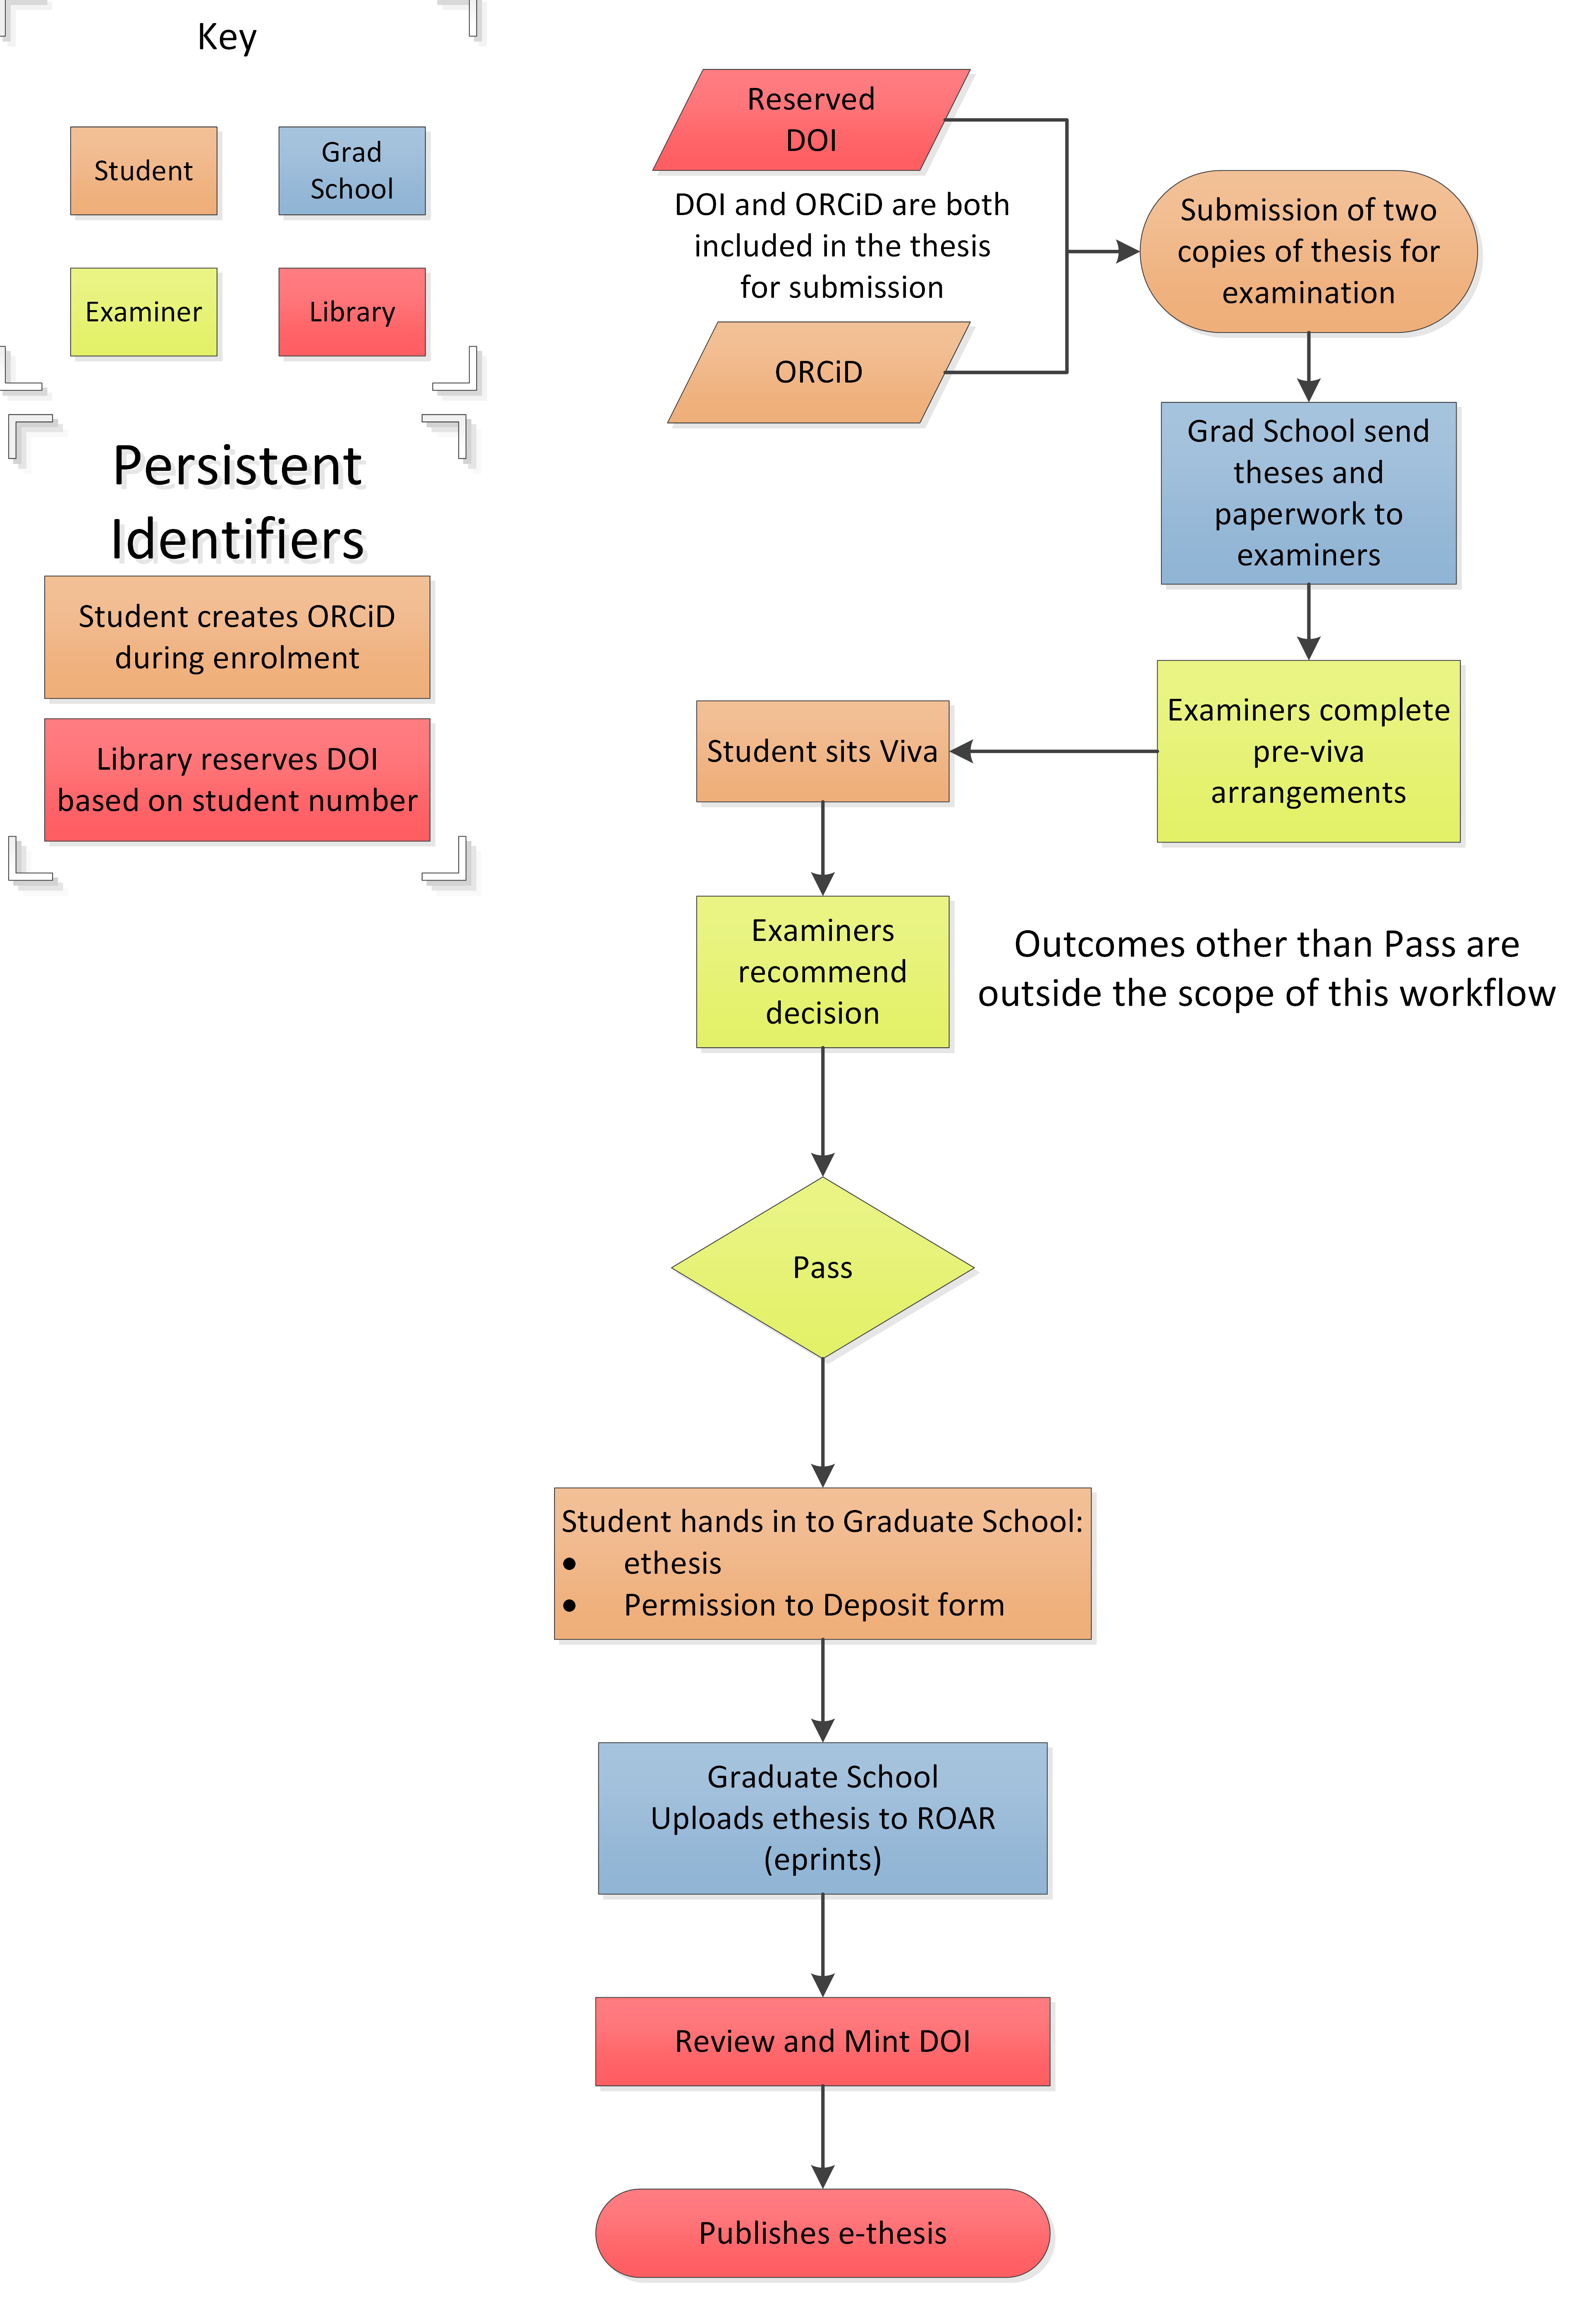 Key
Student
Grad
School
Examiner
Library
Persistent
Identifiers
Student creates ORCiD
during enrolment
Library reserves DOI
based on student number
Reserved
DOI
DOI and ORCiD are both
included in the thesis
for submission
ORCiD
Submission of two
copies of thesis for
examination
Grad School send
theses and
paperwork to
examiners
Examiners complete
pre-viva
arrangements
Student sits Viva
Examiners
recommend
decision
Outcomes other than Pass are
outside the scope of this workflow
Pass
Student hands in to Graduate School:
• ethesis
• Permission to Deposit form
Graduate School
Uploads ethesis to ROAR
(eprints)
Review and Mint DOI
Publishes e-thesis